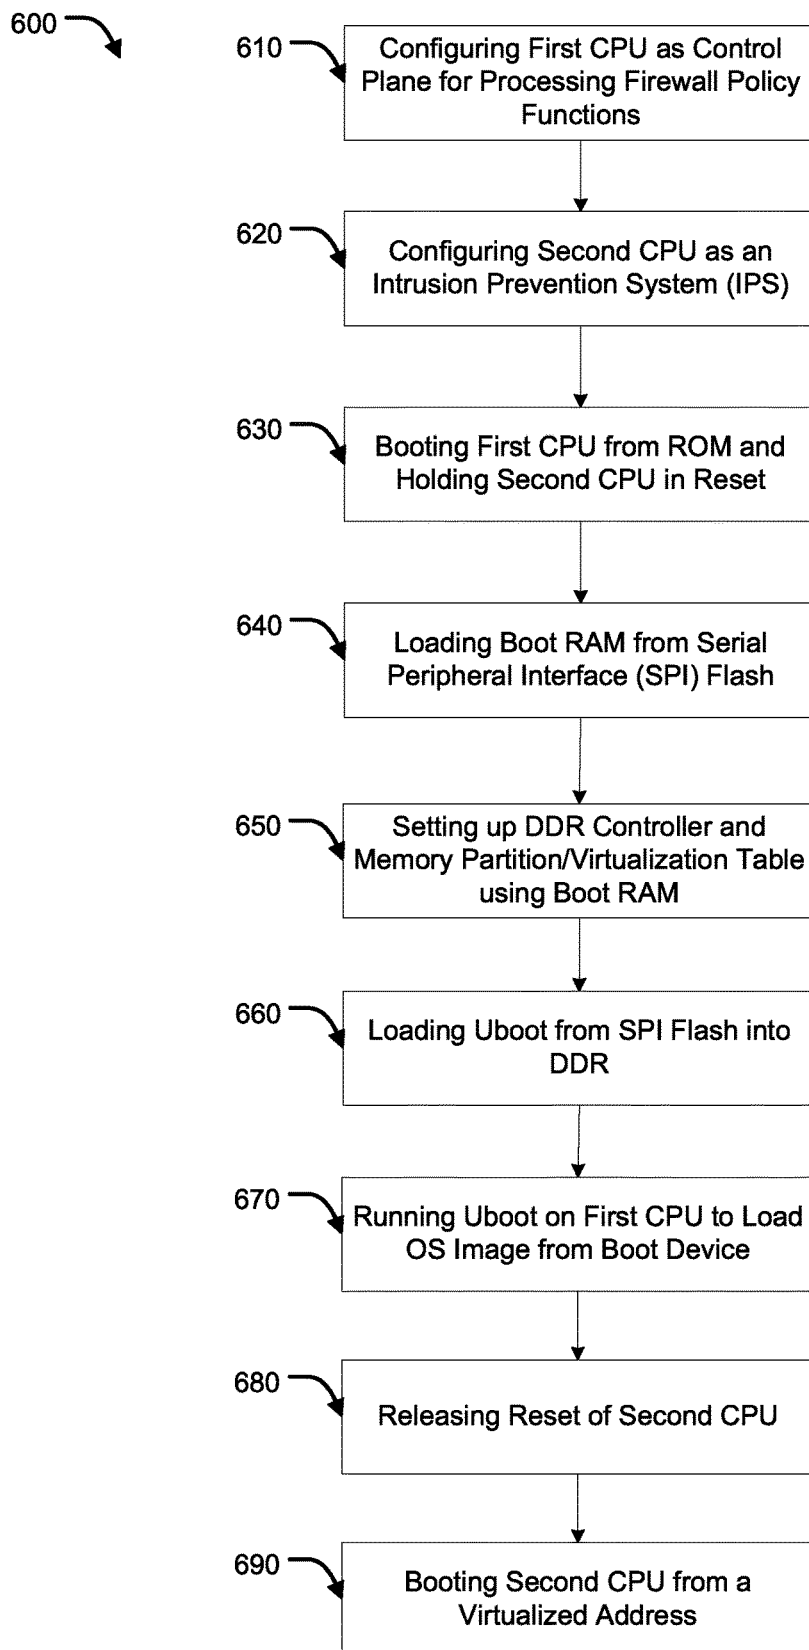 600
610
Configuring First CPU as Control
Plane for Processing Firewall Policy
Functions
620
Configuring Second CPU as an
Intrusion Prevention System (IPS)
630
Booting First CPU from ROM and
Holding Second CPU in Reset
640
Loading Boot RAM from Serial
Peripheral Interface (SPI) Flash
650
Setting up DDR Controller and
Memory Partition/Virtualization Table
using Boot RAM
660
Loading Uboot from SPI Flash into
DDR
670
Running Uboot on First CPU to Load
OS Image from Boot Device
680
Releasing Reset of Second CPU
690
Booting Second CPU from a
Virtualized Address